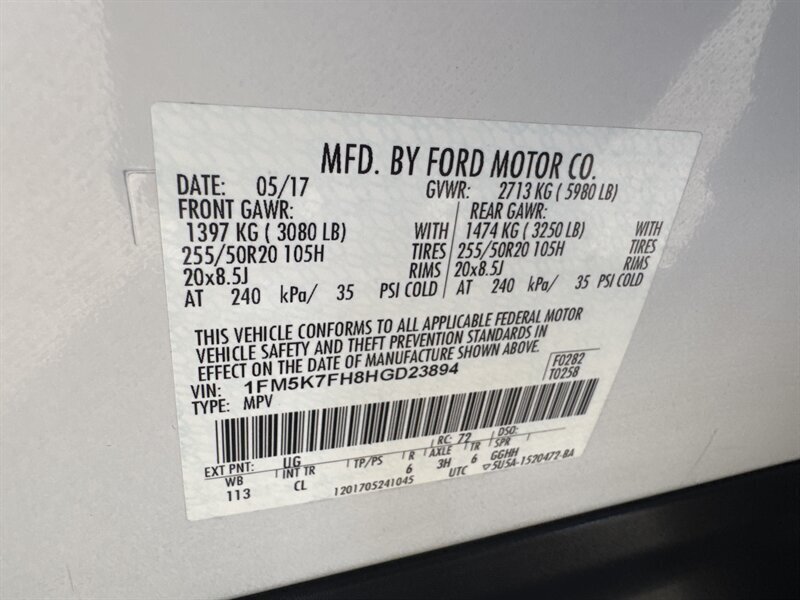 MFD. BY FORD MOTOR CO.
DATE: 05/17 GVWR: 2713 KG ( 5980 LB)
FRONT GAWR: REAR GAWR:
1397 KG ( 3080 LB) WITH 1474 KG ( 3250 LB) WITH
255/50R20 105H TIRES 255/50R20 105H TIRES
20x8.5J RIMS 20x8.5J RIMS
AT 240 kPa/ 35 PSI COLD AT 240 kPa/ 35 PSI COLD
THIS VEHICLE CONFORMS TO ALL APPLICABLE FEDERAL MOTOR
VEHICLE SAFETY AND THEFT PREVENTION STANDARDS IN
EFFECT ON THE DATE OF MANUFACTURE SHOWN ABOVE.
VIN: 1FM5K7FH8HGD23894 F0282
TYPE: MPV T0258
EXT PNT: UG RC: 72 DSO:
WB INT TR TP/PS R AXLE TR SPR
113 CL 6 3H 6 GGHH
1201705241045 UTC ▽5U5A-1520472-BA